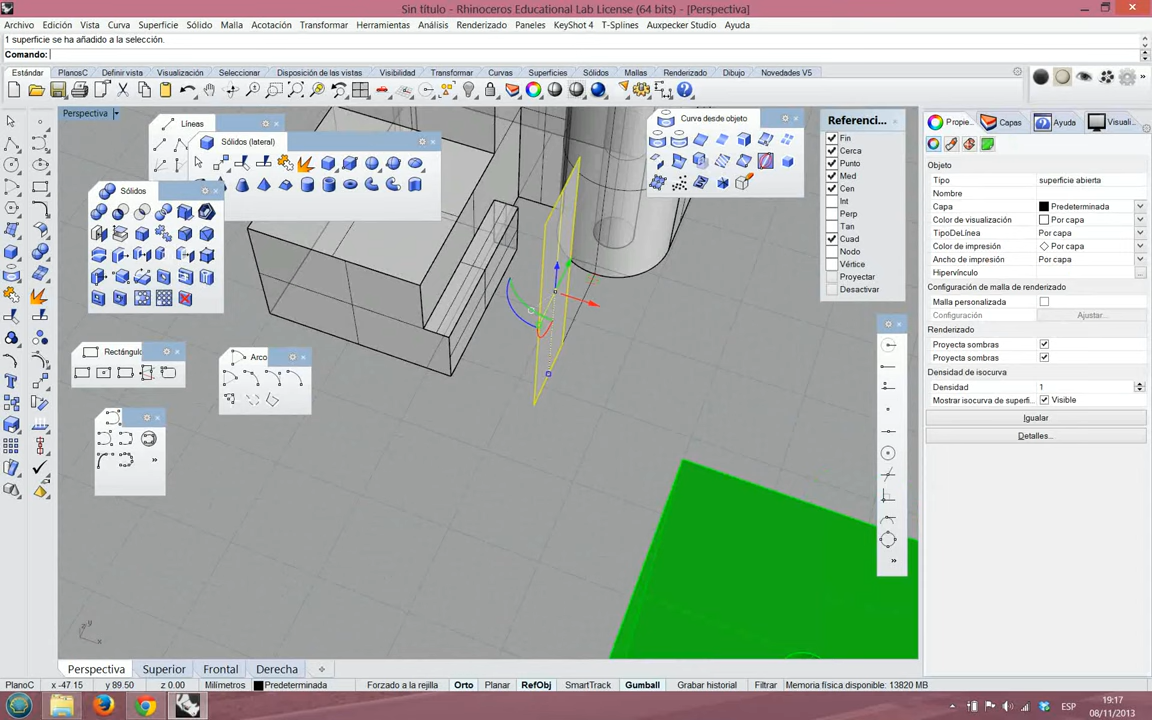 Sin título - Rhinoceros Educational Lab License (64 bits) - [Perspectiva]
Archivo Edición Vista Curva Superficie Sólido Malla Acotación Transformar Herramientas Análisis Renderizado Paneles KeyShot 4 T-Splines Auxpecker Studio Ayuda
1 superficie se ha añadido a la selección.
Comando:
Estándar PlanosC Definir vista Visualización Seleccionar Disposición de las vistas Visibilidad Transformar Curvas Superficies Sólidos Mallas Renderizado Dibujo Novedades V5
Perspectiva
Líneas
Sólidos (lateral)
Sólidos
Curva desde objeto
Rectángulo
Arco
Referenci...
Fin
Cerca
Punto
Med
Cen
Int
Perp
Tan
Cuad
Nodo
Vértice
Proyectar
Desactivar
Propie... Capas Ayuda Visuali...
Objeto
Tipo superficie abierta
Nombre
Capa Predeterminada
Color de visualización Por capa
TipoDeLínea Por capa
Color de impresión Por capa
Ancho de impresión Por capa
Hipervínculo ...
Configuración de malla de renderizado
Malla personalizada
Configuración Ajustar...
Renderizado
Proyecta sombras
Proyecta sombras
Densidad de isocurva
Densidad 1
Mostrar isocurva de superfi... Visible
Igualar
Detalles...
z y x
Perspectiva Superior Frontal Derecha
PlanoC x -47.15 y 89.50 z 0.00 Milímetros Predeterminada Forzado a la rejilla Orto Planar RefObj SmartTrack Gumball Grabar historial Filtrar Memoria física disponible: 13820 MB
ESP
19:17
08/11/2013